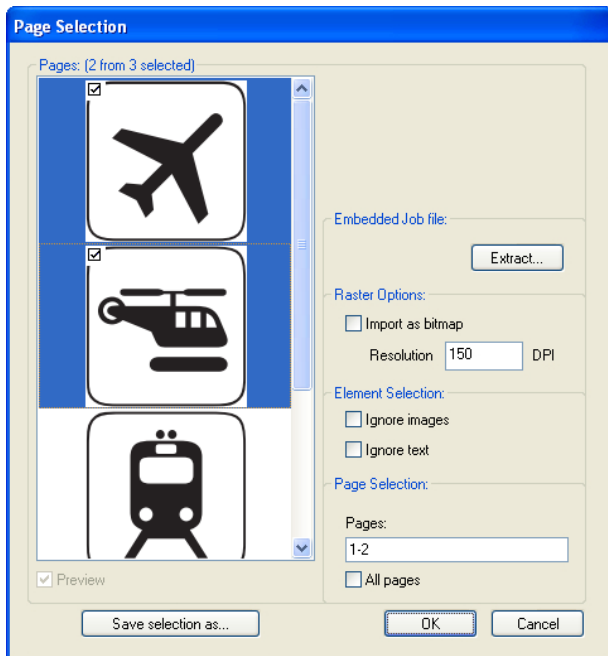 Page Selection
Pages: (2 from 3 selected)
Embedded Job file:
Extract...
Raster Options:
Import as bitmap
Resolution 150 DPI
Element Selection:
Ignore images
Ignore text
Page Selection:
Pages:
1-2
Preview
All pages
Save selection as...
OK
Cancel